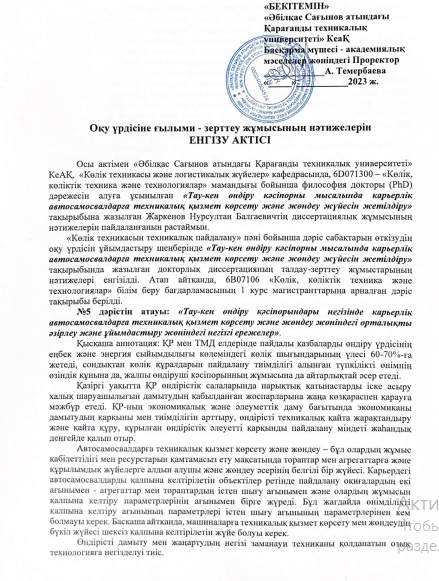 «БЕКІТЕМІН»
«Әбілқас Сағынов атындағы
Қарағанды техникалық
университеті» КеаҚ
Басқарма мүшесі - академиялық
мәселелер жөніндегі Проректор
А. Темербаева
2023 ж.
Оқу үрдісіне ғылыми - зерттеу жұмысының нәтижелерін
ЕНГІЗУ АКТІСІ
Осы актімен «Әбілқас Сағынов атындағы Қарағанды техникалық университеті»
КеАҚ, «Көлік техникасы және логистикалық жүйелер» кафедрасында, 6D071300 – «Көлік,
көліктік техника және технологиялар» мамандығы бойынша философия докторы (PhD)
дәрежесін алуға ұсынылған «Тау-кен өндіру кәсіпорны мысалында карьерлік
автосамосвалдарға техникалық қызмет көрсету және жөндеу жүйесін жетілдіру»
тақырыбына жазылған Жаркенов Нурсултан Балгаевичтің диссертациялық жұмысының
нәтижелерін пайдаланғанын растаймын.
«Көлік техникасын техникалық пайдалану» пәні бойынша дәріс сабақтарын өткізудің
оқу үрдісін ұйымдастыру шеңберінде «Тау-кен өндіру кәсіпорны мысалында карьерлік
автосамосвалдарға техникалық қызмет көрсету және жөндеу жүйесін жетілдіру»
тақырыбында жазылған докторлық диссертацияның талдау-зерттеу жұмыстарының
нәтижелері енгізілді. Атап айтқанда, 6В07106 «Көлік, көліктік техника және
технологиялар» білім беру бағдарламасының 1 курс магистранттарына арналған дәріс
тақырыбы берілді.
№5 дәрістің атауы: «Тау-кен өндіру кәсіпорындары негізінде карьерлік
автосамосвалдарға техникалық қызмет көрсету және жөндеу жөніндегі орталықты
әзірлеу және ұйымдастыру жөніндегі негізгі ережелер».
Қысқаша аннотация: ҚР мен ТМД елдерінде пайдалы қазбаларды өндіру үрдісінің
еңбек және энергия сыйымдылығы көлеміндегі көлік шығындарының үлесі 60-70%-ға
жетеді, сондықтан көлік құралдарын пайдалану тиімділігі алынған түпкілікті өнімнің
өзіндік құнына да, жалпы өндіруші кәсіпорынның жұмысына да айтарлықтай әсер етеді.
Қазіргі уақытта ҚР өндірістік салаларында нарықтық қатынастарды іске асыру
халық шаруашылығын дамытудың қабылданған жоспарларына жаңа көзқараспен қарауға
мәжбүр етеді. ҚР-ның экономикалық және әлеуметтік даму бағытында экономиканы
дамытудың қарқыны мен тиімділігін арттыру, өндірісті техникалық қайта жарақтандыру
және қайта құру, құрылған өндірістік әлеуетті қарқынды пайдалану міндеті жаһандық
деңгейде қалып отыр.
Автосамосвалдарға техникалық қызмет көрсету және жөндеу – бұл олардың жұмыс
қабілеттілігі мен ресурстарын қамтамасыз ету мақсатында тораптар мен агрегаттарға және
құрылымдық жүйелерге алдын алушы және жөндеу әсерінің белгілі бір жүйесі. Карьердегі
автосамосвалдарды қалпына келтірілетін объектілер ретінде пайдалану оқиғалардың екі
ағынымен - агрегаттар мен тораптардың істен шығу ағынымен және олардың жұмысын
қалпына келтіру параметрлерінің ағынымен бірге жүреді. Бұл жағдайда өнімділікті
қалпына келтіру ағынының параметрлері істен шығу ағынының параметрлерінен кем
болмауы керек. Басқаша айтқанда, машиналарға техникалық қызмет көрсету мен жөндеудің
бүкіл жүйесі шексіз қалпына келтірілетін жүйе болуы керек.
Өндірісті дамыту мен жаңартудың негізі заманауи техниканы қолданатын озық
технологияға негізделуі тиіс.
Акти
Чтобы
разде